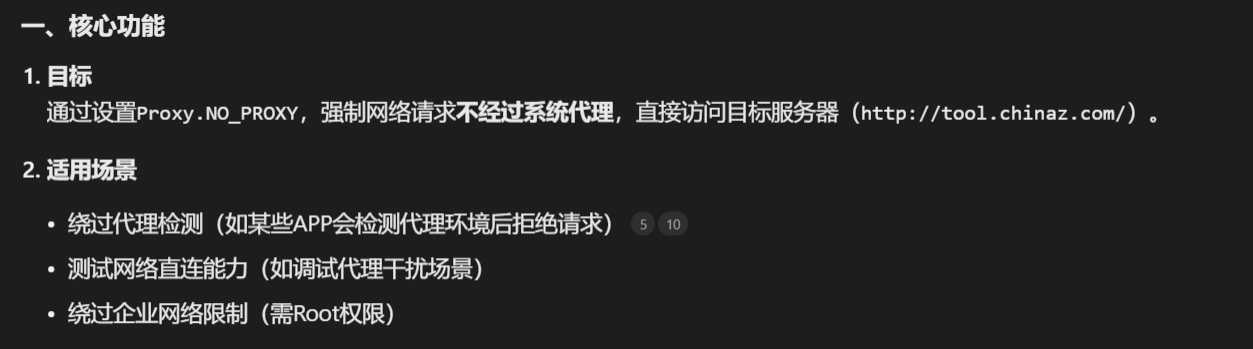 一、核心功能
1. 目标
通过设置Proxy.NO_PROXY，强制网络请求不经过系统代理，直接访问目标服务器（http://tool.chinaz.com/）。
2. 适用场景
• 绕过代理检测（如某些APP会检测代理环境后拒绝请求） 5 10
• 测试网络直连能力（如调试代理干扰场景）
• 绕过企业网络限制（需Root权限）